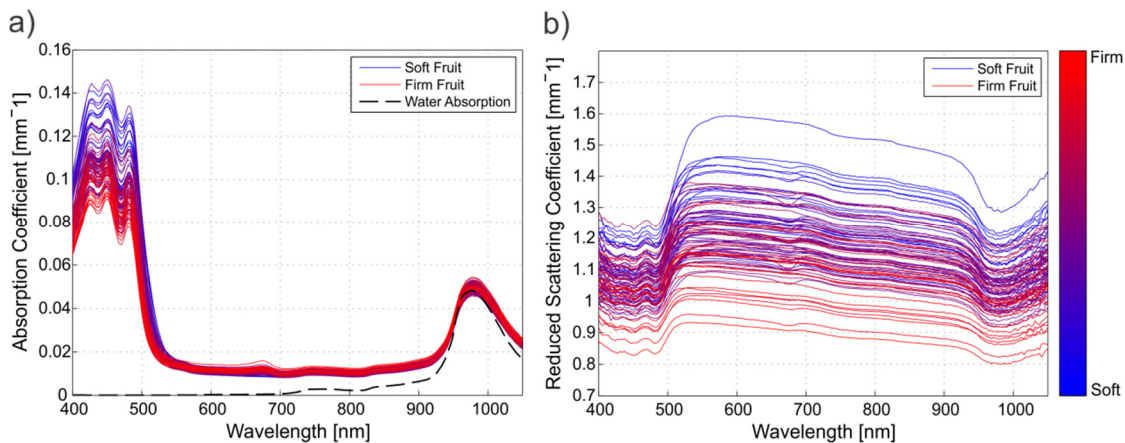 a)
Absorption Coefficient [mm⁻1]
0.16
0.14
0.12
0.1
0.08
0.06
0.04
0.02
0
Soft Fruit
Firm Fruit
Water Absorption
400 500 600 700 800 900 1000
Wavelength [nm]
b)
Reduced Scattering Coefficient [mm⁻1]
1.7
1.6
1.5
1.4
1.3
1.2
1.1
1
0.9
0.8
0.7
Soft Fruit
Firm Fruit
400 500 600 700 800 900 1000
Wavelength [nm]
Firm
Soft